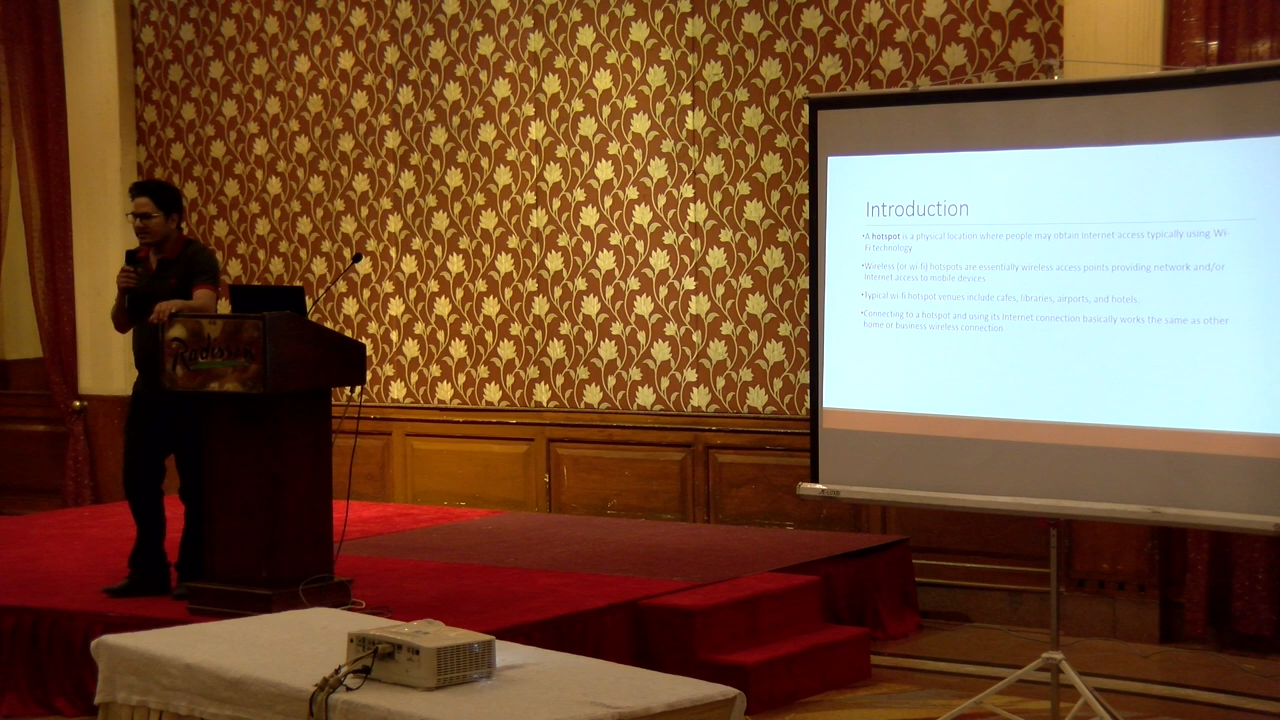 Radisson
Introduction
•A hotspot is a physical location where people may obtain Internet access typically using Wi-
Fi technology
•Wireless (or wi-fi) hotspots are essentially wireless access points providing network and/or
Internet access to mobile devices
•Typical wi-fi hotspot venues include cafes, libraries, airports, and hotels.
•Connecting to a hotspot and using its Internet connection basically works the same as other
home or business wireless connection